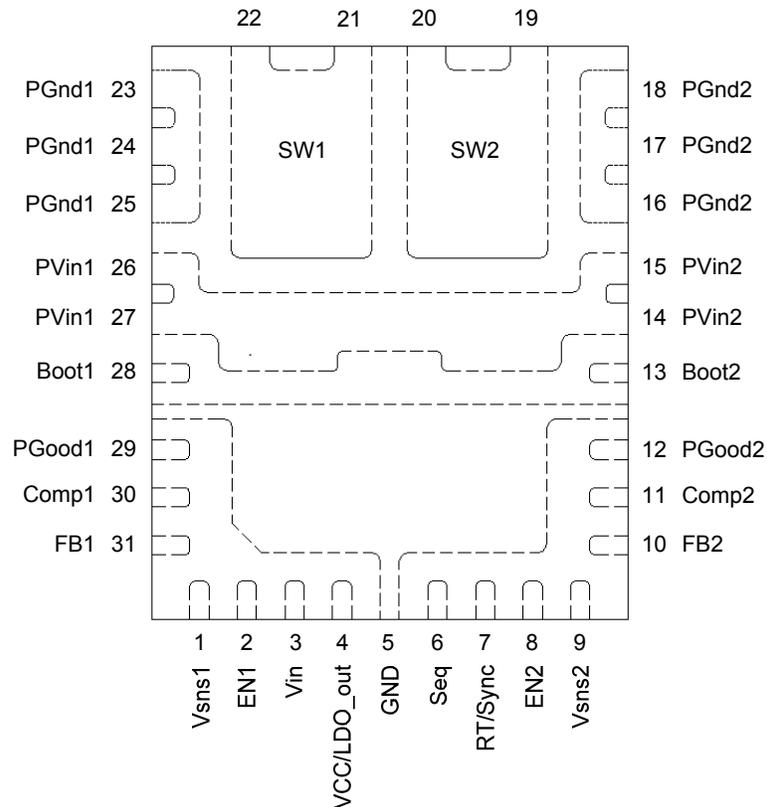 22 21 20 19
PGnd1 23
18 PGnd2
SW1
SW2
PGnd1 24
17 PGnd2
PGnd1 25
16 PGnd2
PVin1 26
15 PVin2
PVin1 27
14 PVin2
Boot1 28
13 Boot2
PGood1 29
12 PGood2
Comp1 30
11 Comp2
FB1 31
10 FB2
1 2 3 4 5 6 7 8 9
Vsns1
EN1
Vin
VCC/LDO_out
GND
Seq
RT/Sync
EN2
Vsns2